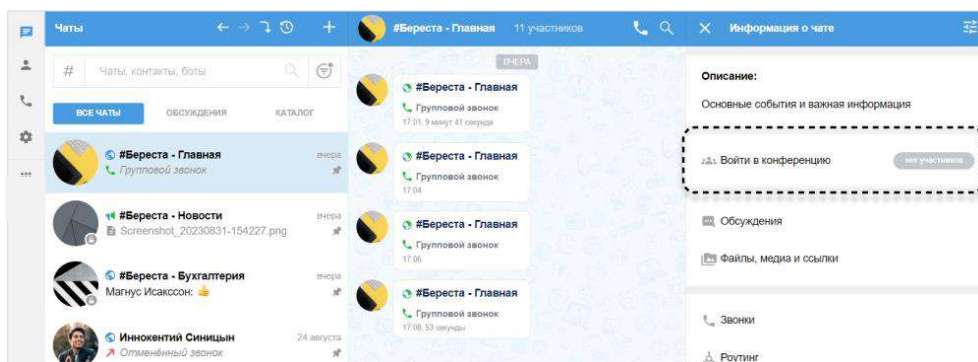 Чаты
Чаты, контакты, боты
ВСЕ ЧАТЫ
ОБСУЖДЕНИЯ
КАТАЛОГ
#Береста - Главная
вчера
Групповой звонок
#Береста - Новости
вчера
Screenshot_20230831-154227.png
#Береста - Бухгалтерия
вчера
Магнус Исакссон: 👍
Иннокентий Синицын
24 августа
Отменённый звонок
#Береста - Главная
11 участников
ВЧЕРА
#Береста - Главная
Групповой звонок
17:01, 9 минут 41 секунда
#Береста - Главная
Групповой звонок
17:04
#Береста - Главная
Групповой звонок
17:06
#Береста - Главная
Групповой звонок
17:08, 53 секунды
Информация о чате
Описание:
Основные события и важная информация
Войти в конференцию
нет участников
Обсуждения
Файлы, медиа и ссылки
Звонки
Роутинг